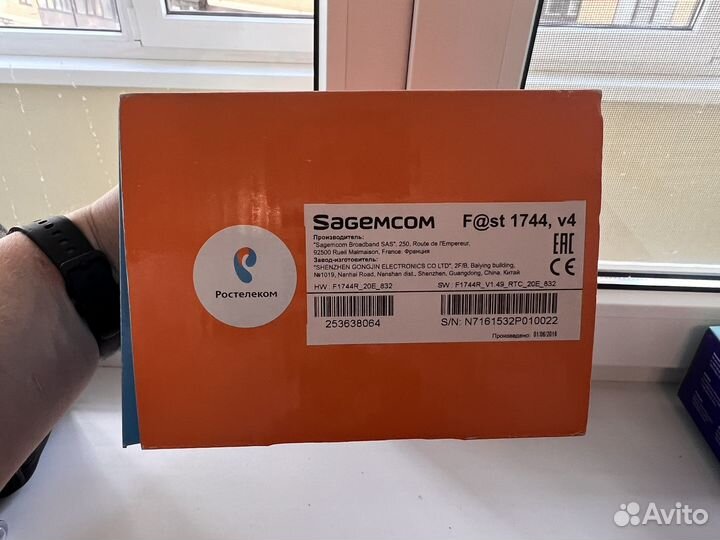 Sagemcom F@st 1744, v4
Производитель:
"Sagemcom Broadband SAS", 250, Route de l'Empereur,
92500 Rueil Malmaison, France. Франция
Завод-изготовитель:
"SHENZHEN GONGJIN ELECTRONICS CO LTD", 2F/B, Baiying building,
№1019, Nanhai Road, Nanshan dist., Shenzhen, Guangdong, China, Китай
EAC
CE
HW : F1744R_20E_832 SW : F1744R_V1.49_RTC_20E_832
253638064 S/N: N7161532P010022
Произведено: 01/06/2016
Ростелеком
Avito